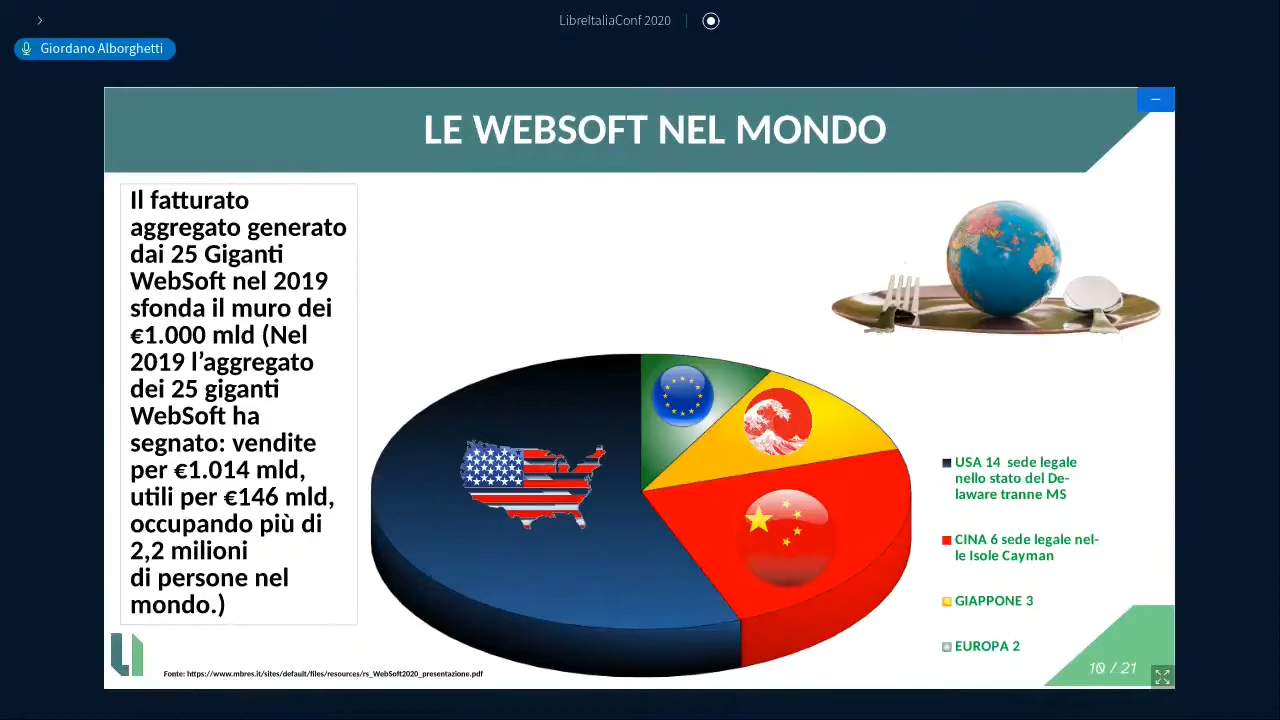 LibreItaliaConf 2020
Giordano Alborghetti
LE WEBSOFT NEL MONDO
Il fatturato
aggregato generato
dai 25 Giganti
WebSoft nel 2019
sfonda il muro dei
€1.000 mld (Nel
2019 l’aggregato
dei 25 giganti
WebSoft ha
segnato: vendite
per €1.014 mld,
utili per €146 mld,
occupando più di
2,2 milioni
di persone nel
mondo.)
USA 14 sede legale
nello stato del De-
laware tranne MS
CINA 6 sede legale nel-
le Isole Cayman
GIAPPONE 3
EUROPA 2
Fonte: https://www.mbres.it/sites/default/files/resources/rs_WebSoft2020_presentazione.pdf
10 / 21